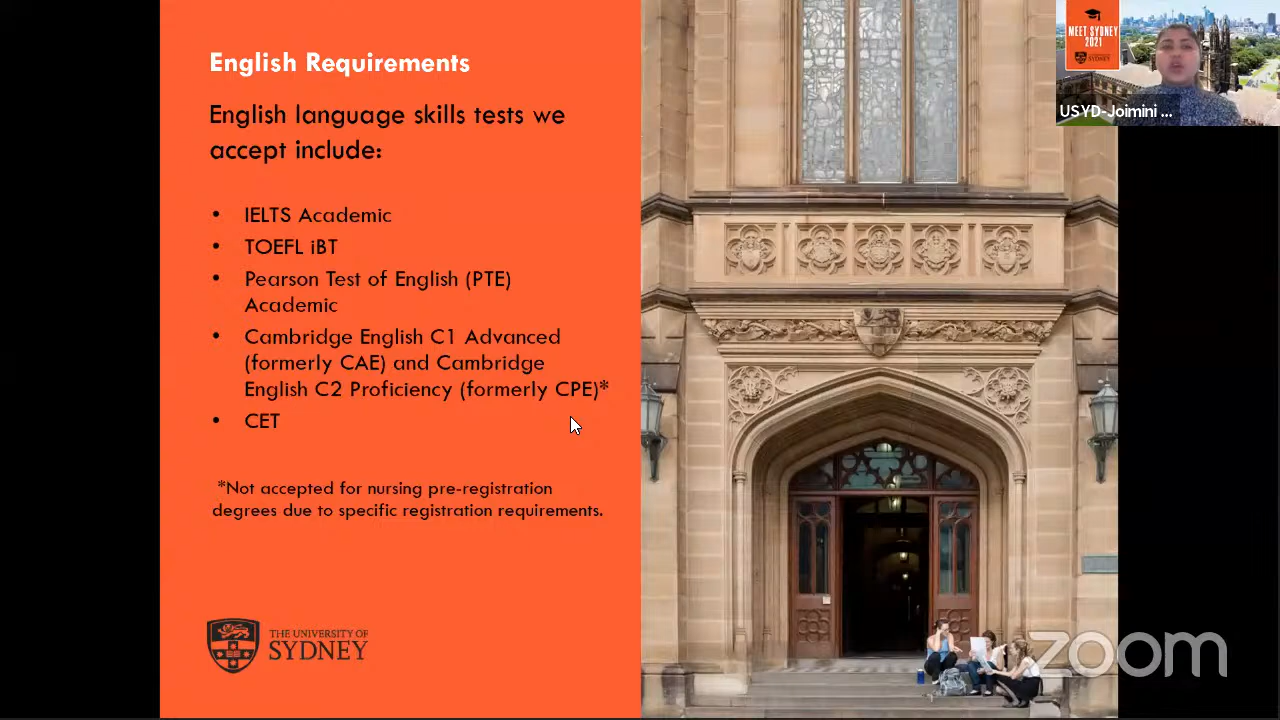 English Requirements
English language skills tests we
accept include:
• IELTS Academic
• TOEFL iBT
• Pearson Test of English (PTE)
Academic
• Cambridge English C1 Advanced
(formerly CAE) and Cambridge
English C2 Proficiency (formerly CPE)*
• CET
*Not accepted for nursing pre-registration
degrees due to specific registration requirements.
THE UNIVERSITY OF
SYDNEY
MEET SYDNEY
2021
SYDNEY
USYD-Joimini ...
zoom